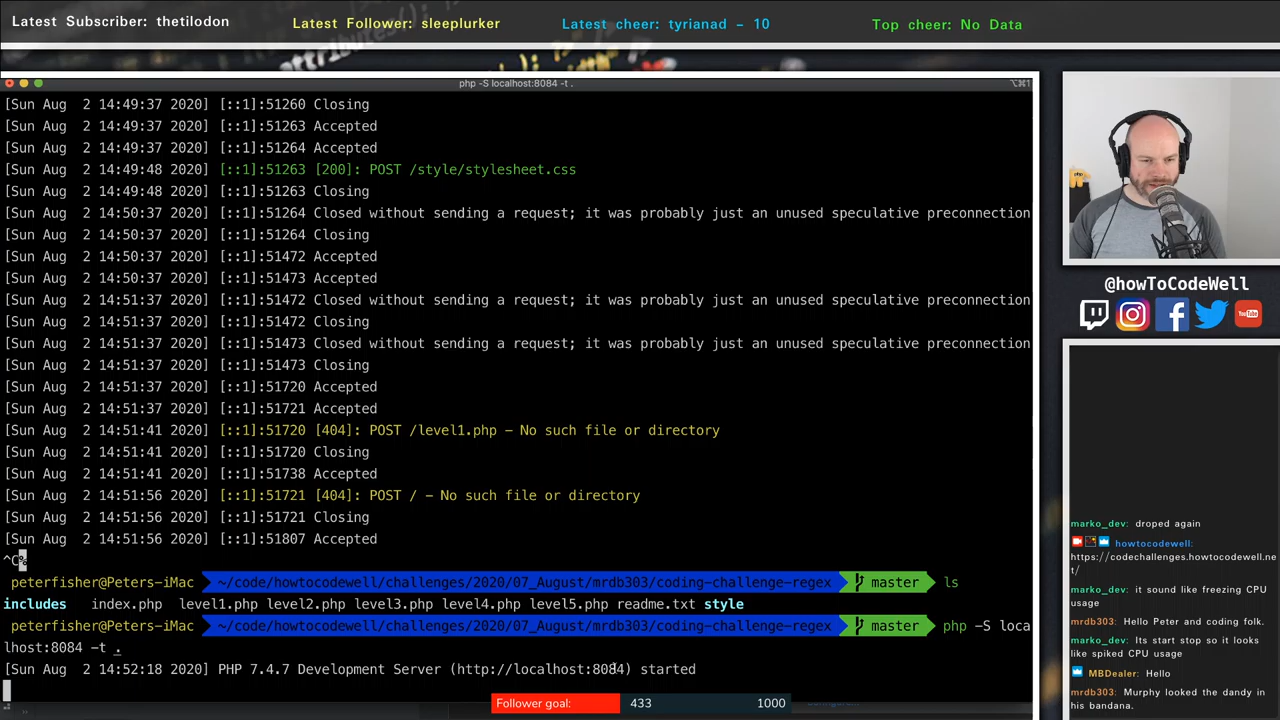 Latest Subscriber: thetilodon
Latest Follower: sleeplurker
Latest cheer: tyrianad - 10
Top cheer: No Data
php -S localhost:8084 -t .
⌥⌘1
[Sun Aug  2 14:49:37 2020] [::1]:51260 Closing
[Sun Aug  2 14:49:37 2020] [::1]:51263 Accepted
[Sun Aug  2 14:49:37 2020] [::1]:51264 Accepted
[Sun Aug  2 14:49:48 2020] [::1]:51263 [200]: POST /style/stylesheet.css
[Sun Aug  2 14:49:48 2020] [::1]:51263 Closing
[Sun Aug  2 14:50:37 2020] [::1]:51264 Closed without sending a request; it was probably just an unused speculative preconnection
[Sun Aug  2 14:50:37 2020] [::1]:51264 Closing
[Sun Aug  2 14:50:37 2020] [::1]:51472 Accepted
[Sun Aug  2 14:50:37 2020] [::1]:51473 Accepted
[Sun Aug  2 14:51:37 2020] [::1]:51472 Closed without sending a request; it was probably just an unused speculative preconnection
[Sun Aug  2 14:51:37 2020] [::1]:51472 Closing
[Sun Aug  2 14:51:37 2020] [::1]:51473 Closed without sending a request; it was probably just an unused speculative preconnection
[Sun Aug  2 14:51:37 2020] [::1]:51473 Closing
[Sun Aug  2 14:51:37 2020] [::1]:51720 Accepted
[Sun Aug  2 14:51:37 2020] [::1]:51721 Accepted
[Sun Aug  2 14:51:41 2020] [::1]:51720 [404]: POST /level1.php - No such file or directory
[Sun Aug  2 14:51:41 2020] [::1]:51720 Closing
[Sun Aug  2 14:51:41 2020] [::1]:51738 Accepted
[Sun Aug  2 14:51:56 2020] [::1]:51721 [404]: POST / - No such file or directory
[Sun Aug  2 14:51:56 2020] [::1]:51721 Closing
[Sun Aug  2 14:51:56 2020] [::1]:51807 Accepted
^C%
peterfisher@Peters-iMac ~/code/howtocodewell/challenges/2020/07_August/mrdb303/coding-challenge-regex master ls
includes index.php level1.php level2.php level3.php level4.php level5.php readme.txt style
peterfisher@Peters-iMac ~/code/howtocodewell/challenges/2020/07_August/mrdb303/coding-challenge-regex master php -S loca
lhost:8084 -t .
[Sun Aug  2 14:52:18 2020] PHP 7.4.7 Development Server (http://localhost:8084) started
Follower goal: 433 1000
php
@howToCodeWell
You Tube
marko_dev: droped again
howtocodewell:
https://codechallenges.howtocodewell.ne
t/
marko_dev: it sound like freezing CPU
usage
mrdb303: Hello Peter and coding folk.
marko_dev: Its start stop so it looks
like spiked CPU usage
MBDealer: Hello
mrdb303: Murphy looked the dandy in
his bandana.